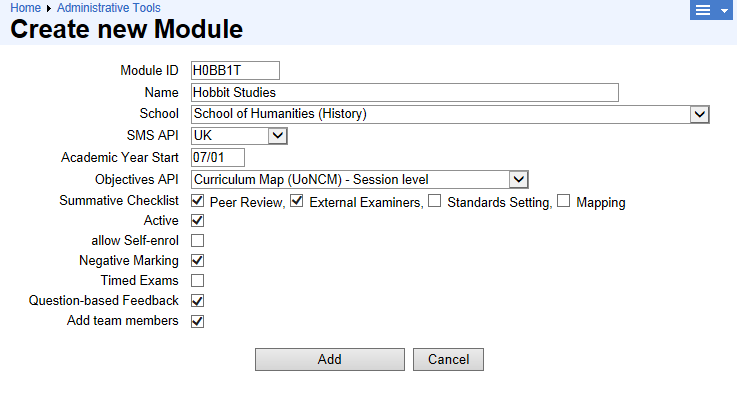 Home Administrative Tools
Create new Module
Module ID H0BB1T
Name Hobbit Studies
School School of Humanities (History)
SMS API UK
Academic Year Start 07/01
Objectives API Curriculum Map (UoNCM) - Session level
Summative Checklist Peer Review, External Examiners, Standards Setting, Mapping
Active
allow Self-enrol
Negative Marking
Timed Exams
Question-based Feedback
Add team members
Add Cancel